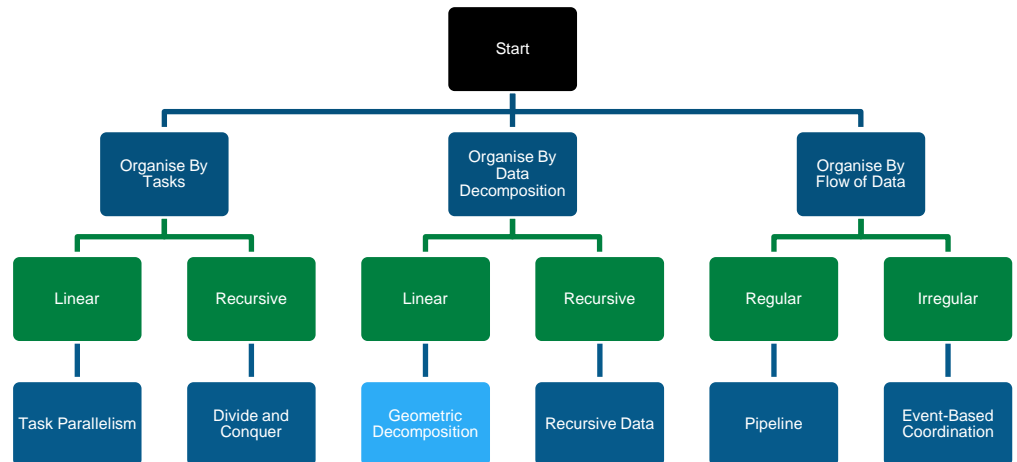 Start
Organise By
Tasks
Organise By
Data
Decomposition
Organise By
Flow of Data
Linear
Recursive
Linear
Recursive
Regular
Irregular
Task Parallelism
Divide and
Conquer
Geometric
Decomposition
Recursive Data
Pipeline
Event-Based
Coordination